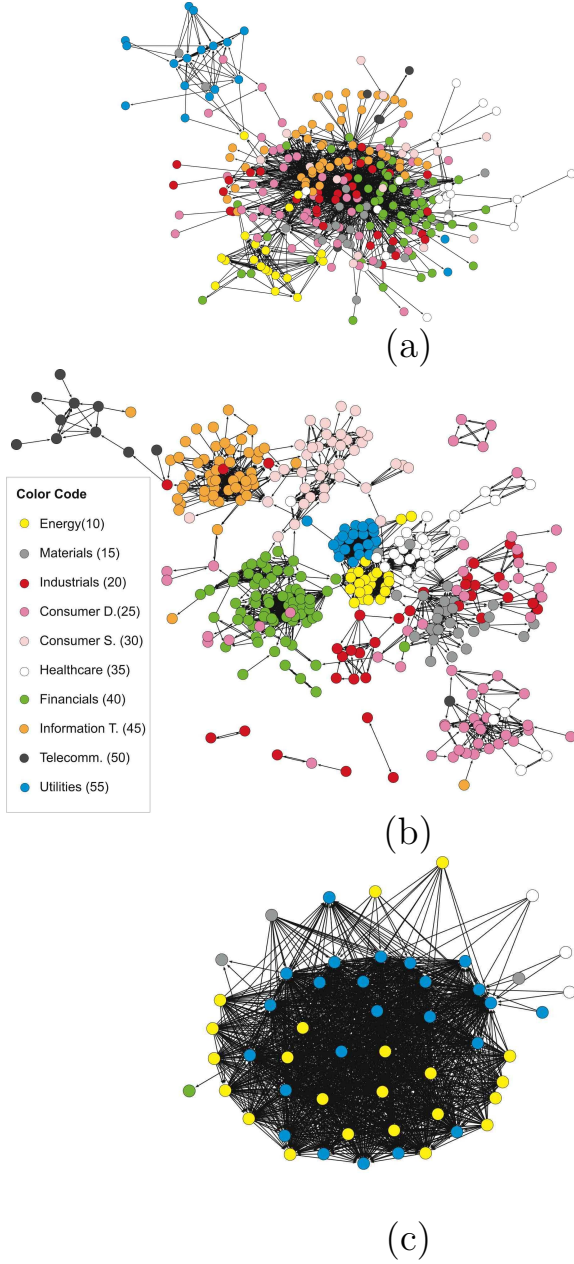 (a)
Color Code
Energy(10)
Materials (15)
Industrials (20)
Consumer D.(25)
Consumer S. (30)
Healthcare (35)
Financials (40)
Information T. (45)
Telecomm. (50)
Utilities (55)
(b)
(c)